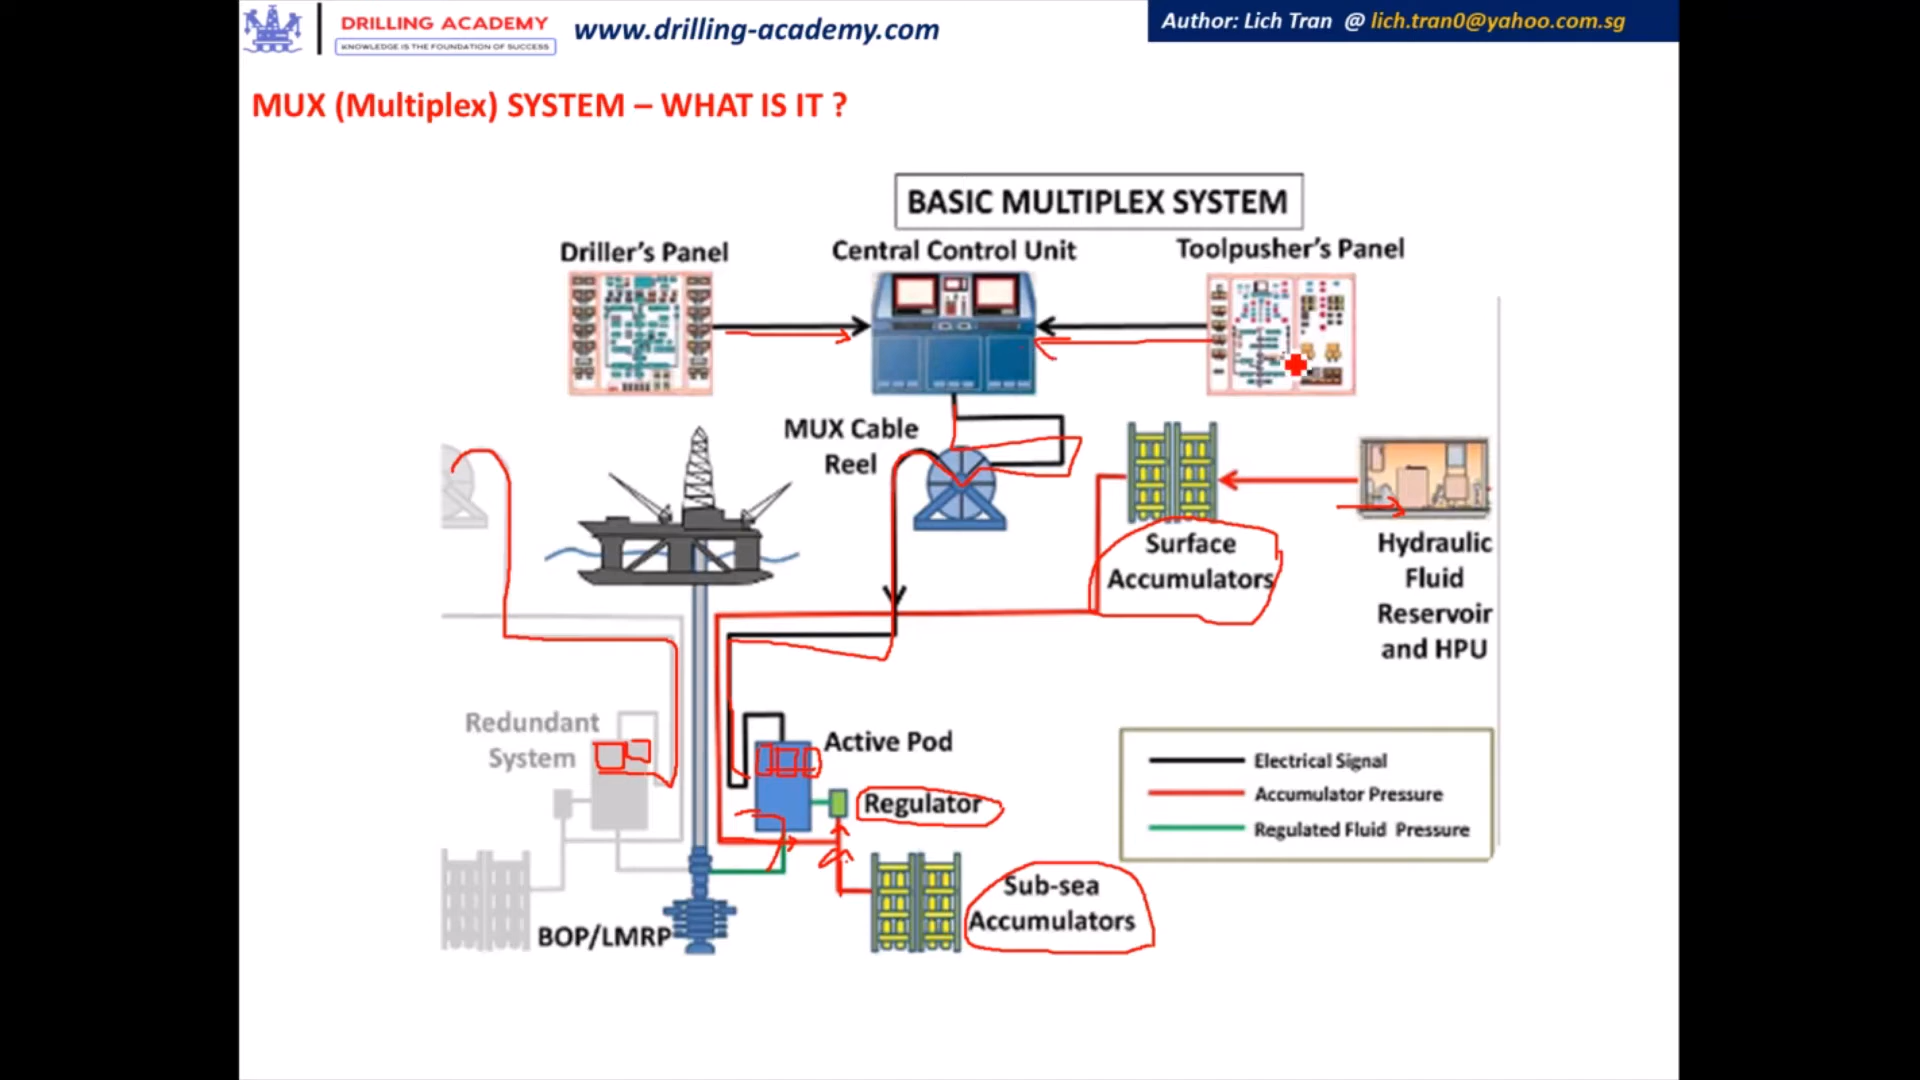 DRILLING ACADEMY
KNOWLEDGE IS THE FOUNDATION OF SUCCESS
www.drilling-academy.com
Author: Lich Tran @ lich.tran0@yahoo.com.sg
MUX (Multiplex) SYSTEM – WHAT IS IT ?
BASIC MULTIPLEX SYSTEM
Driller's Panel
Central Control Unit
Toolpusher's Panel
MUX Cable
Reel
Surface
Accumulators
Hydraulic
Fluid
Reservoir
and HPU
Redundant
System
Active Pod
Regulator
Electrical Signal
Accumulator Pressure
Regulated Fluid Pressure
Sub-sea
Accumulators
BOP/LMRP